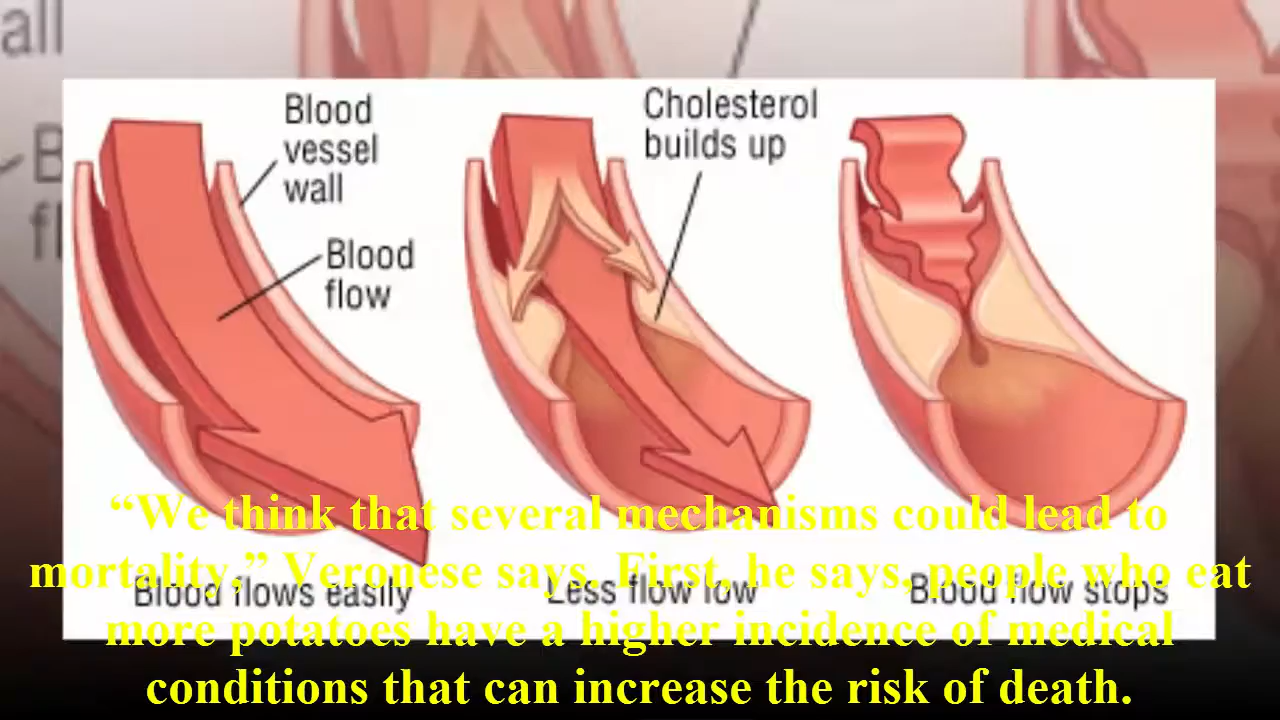 all
B
fl
Blood
vessel
wall
Blood
flow
Cholesterol
builds up
Blood flows easily
Less flow low
Blood flow stops
“We think that several mechanisms could lead to
mortality,” Veronese says. First, he says, people who eat
more potatoes have a higher incidence of medical
conditions that can increase the risk of death.